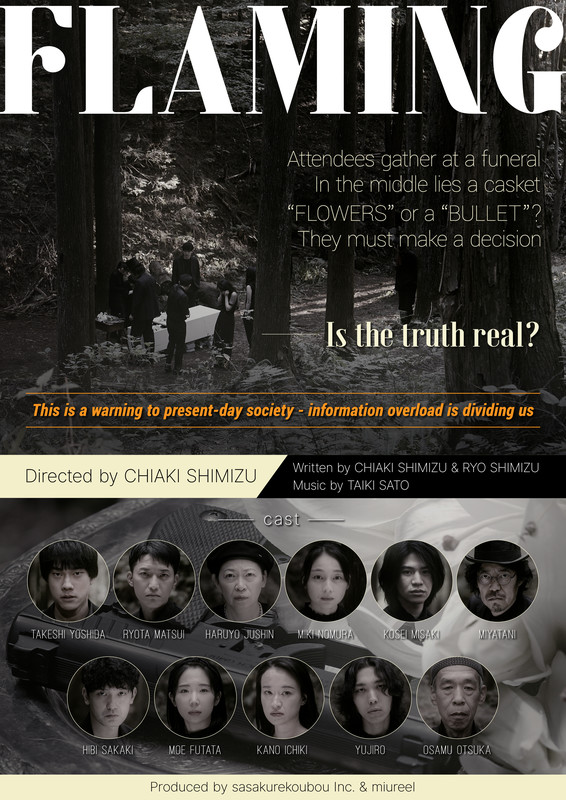 FLAMING
Attendees gather at a funeral
In the middle lies a casket
“FLOWERS” or a “BULLET”?
They must make a decision
Is the truth real?
This is a warning to present-day society - information overload is dividing us
Directed by CHIAKI SHIMIZU
Written by CHIAKI SHIMIZU & RYO SHIMIZU
Music by TAIKI SATO
cast
TAKESHI YOSHIDA
RYOTA MATSUI
HARUYO JUSHIN
MIKI NOMURA
KOSEI MISAKI
MIYATANI
HIBI SAKAKI
MOE FUTATA
KANO ICHIKI
YUJIRO
OSAMU OTSUKA
Produced by sasakurekoubou Inc. & miureel